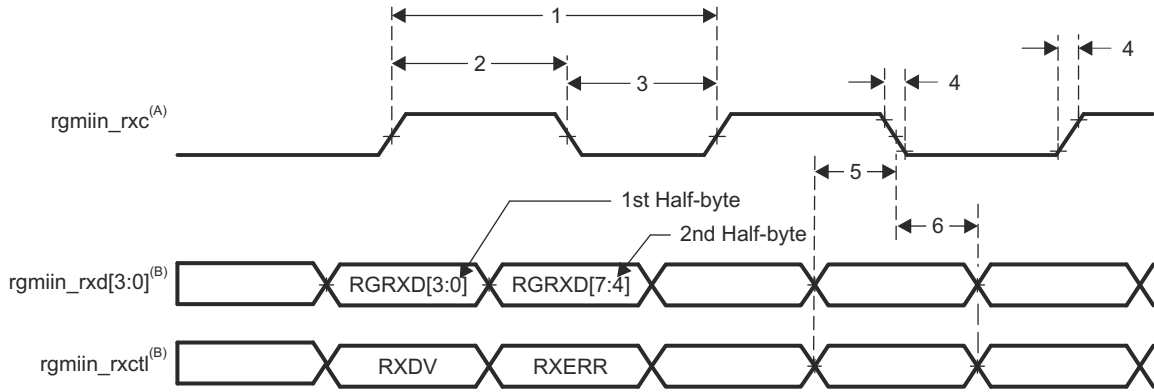 1
4
2
3
4
rgmiin_rxc(A)
5
1st Half-byte
6
2nd Half-byte
rgmiin_rxd[3:0](B) RGRXD[3:0] RGRXD[7:4]
rgmiin_rxctl(B) RXDV RXERR